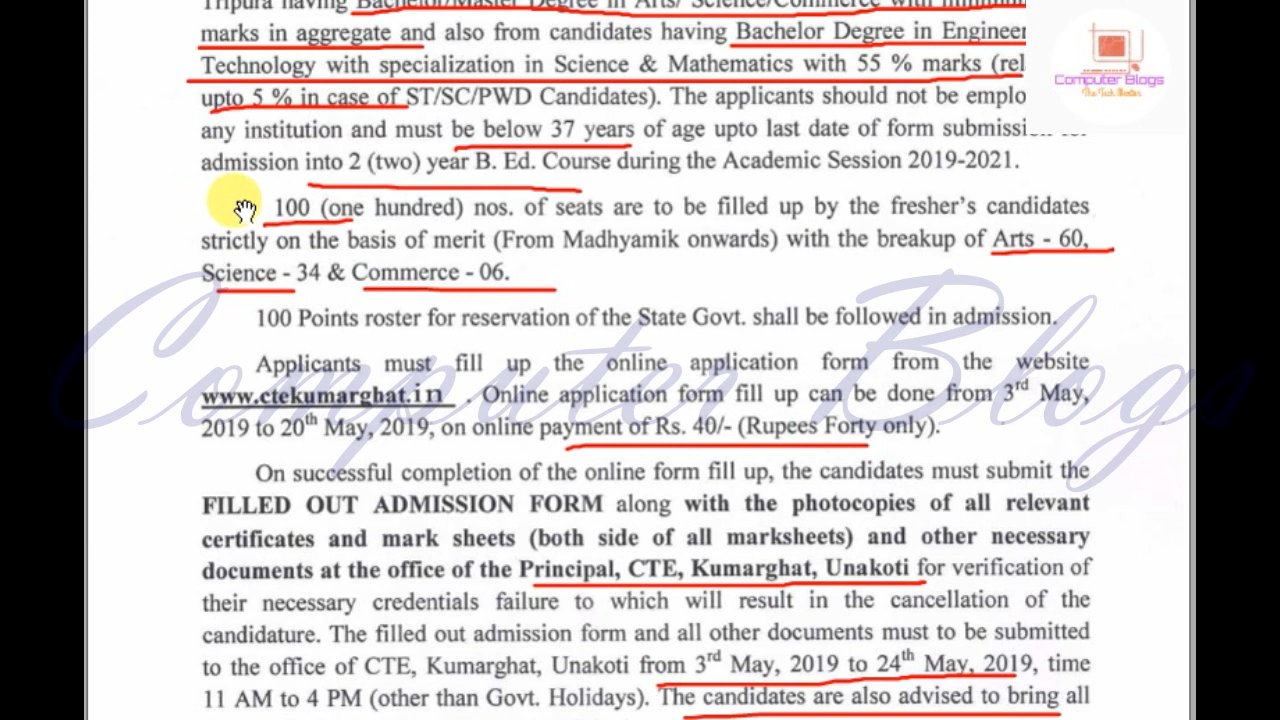 Tripura having Bachelor/Master Degree in Arts/ Science/Commerce with
marks in aggregate and also from candidates having Bachelor Degree in
Technology with specialization in Science & Mathematics with 55 % marks
upto 5 % in case of ST/SC/PWD Candidates). The applicants should not be
any institution and must be below 37 years of age upto last date of form
admission into 2 (two) year B. Ed. Course during the Academic Session 2019-2021.
100 (one hundred) nos. of seats are to be filled up by the fresher's candidates
strictly on the basis of merit (From Madhyamik onwards) with the breakup of Arts - 60,
Science - 34 & Commerce - 06.
100 Points roster for reservation of the State Govt. shall be followed in admission.
Applicants must fill up the online application form from the website
www.ctekumarghat.in . Online application form fill up can be done from 3rd May,
2019 to 20th May, 2019, on online payment of Rs. 40/- (Rupees Forty only).
On successful completion of the online form fill up, the candidates must submit the
FILLED OUT ADMISSION FORM along with the photocopies of all relevant
certificates and mark sheets (both side of all marksheets) and other necessary
documents at the office of the Principal, CTE, Kumarghat, Unakoti for verification of
their necessary credentials failure to which will result in the cancellation of the
candidature. The filled out admission form and all other documents must to be submitted
to the office of CTE, Kumarghat, Unakoti from 3rd May, 2019 to 24th May, 2019, time
11 AM to 4 PM (other than Govt. Holidays). The candidates are also advised to bring all
Computer Blogs
Computer Blogs